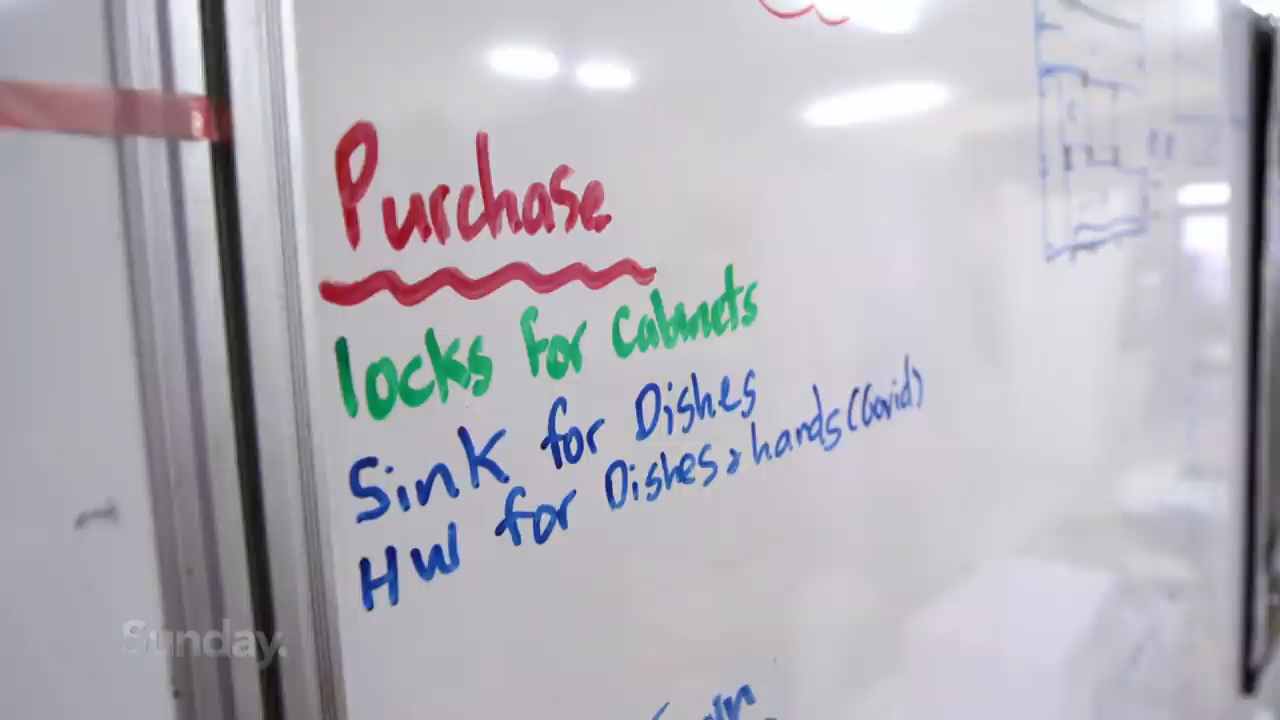 Purchase
locks for Cabinets
Sink for Dishes
HW for Dishes & hands (Covid)
Sunday.